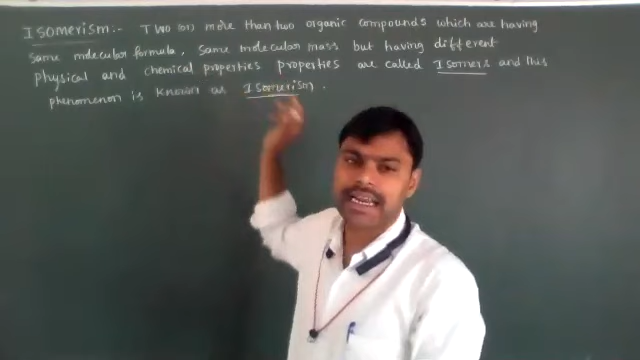 Isomerism:- Two (or) more than two organic compounds which are having
same molecular formula, same molecular mass but having different
physical and chemical properties properties are called Isomers and this
phenomenon is known as Isomerism.